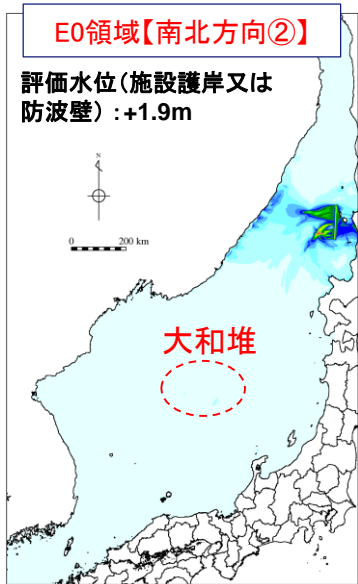 E0領域【南北方向②】
評価水位（施設護岸又は
防波壁）：+1.9m
N
0 200 km
大和堆